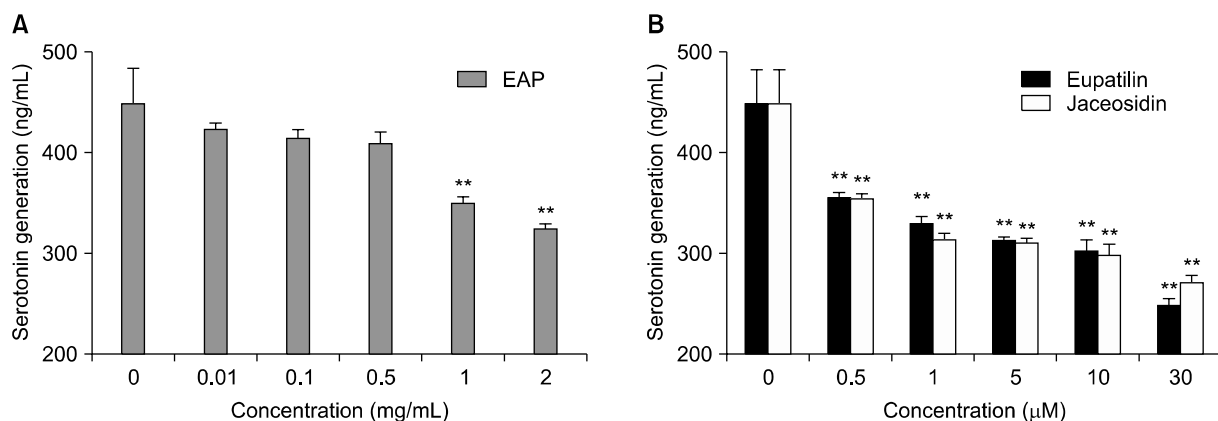 A
500
400
300
200
Serotonin generation (ng/mL)
EAP
**
**
0 0.01 0.1 0.5 1 2
Concentration (mg/mL)
B
500
400
300
200
Serotonin generation (ng/mL)
Eupatilin
Jaceosidin
** **
** **
** **
** **
** **
0 0.5 1 5 10 30
Concentration (μM)